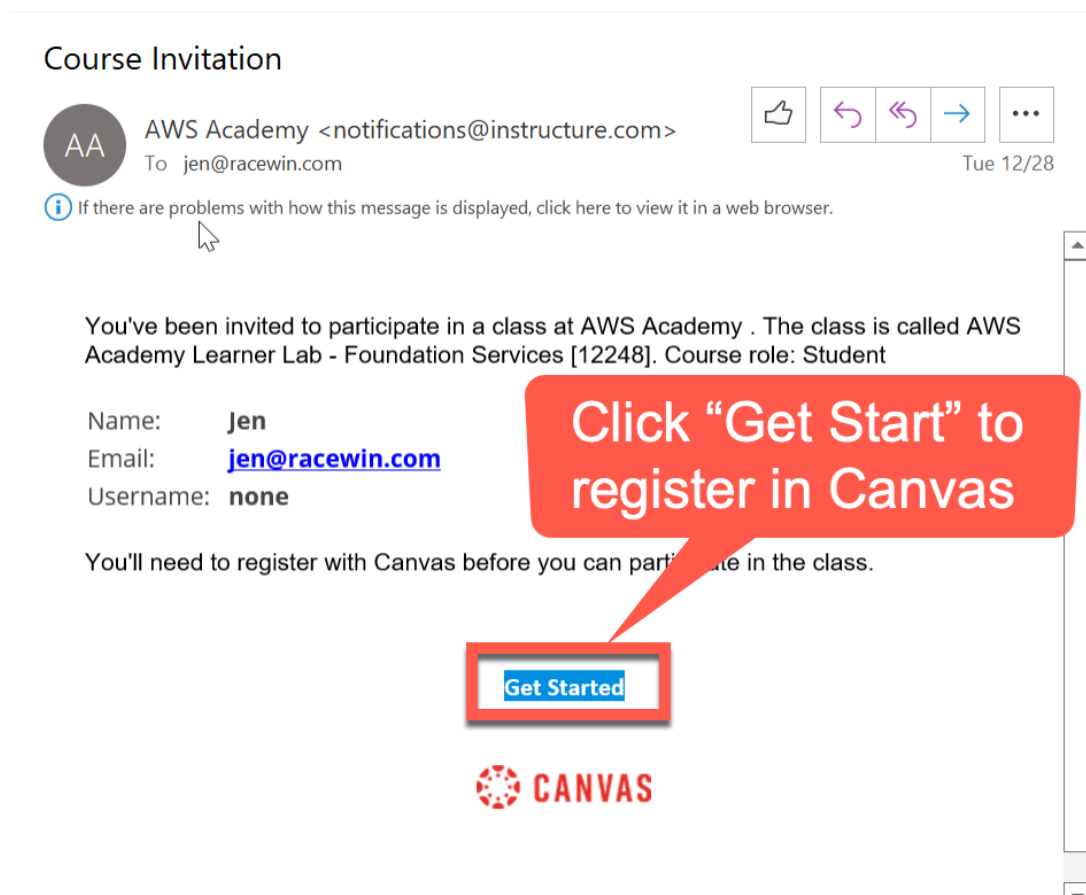 Course Invitation
AA
AWS Academy <notifications@instructure.com>
To jen@racewin.com
Tue 12/28
If there are problems with how this message is displayed, click here to view it in a web browser.
You've been invited to participate in a class at AWS Academy . The class is called AWS
Academy Learner Lab - Foundation Services [12248]. Course role: Student
Click “Get Start” to
register in Canvas
Name: Jen
Email: jen@racewin.com
Username: none
You'll need to register with Canvas before you can in the class.
Get Started
CANVAS